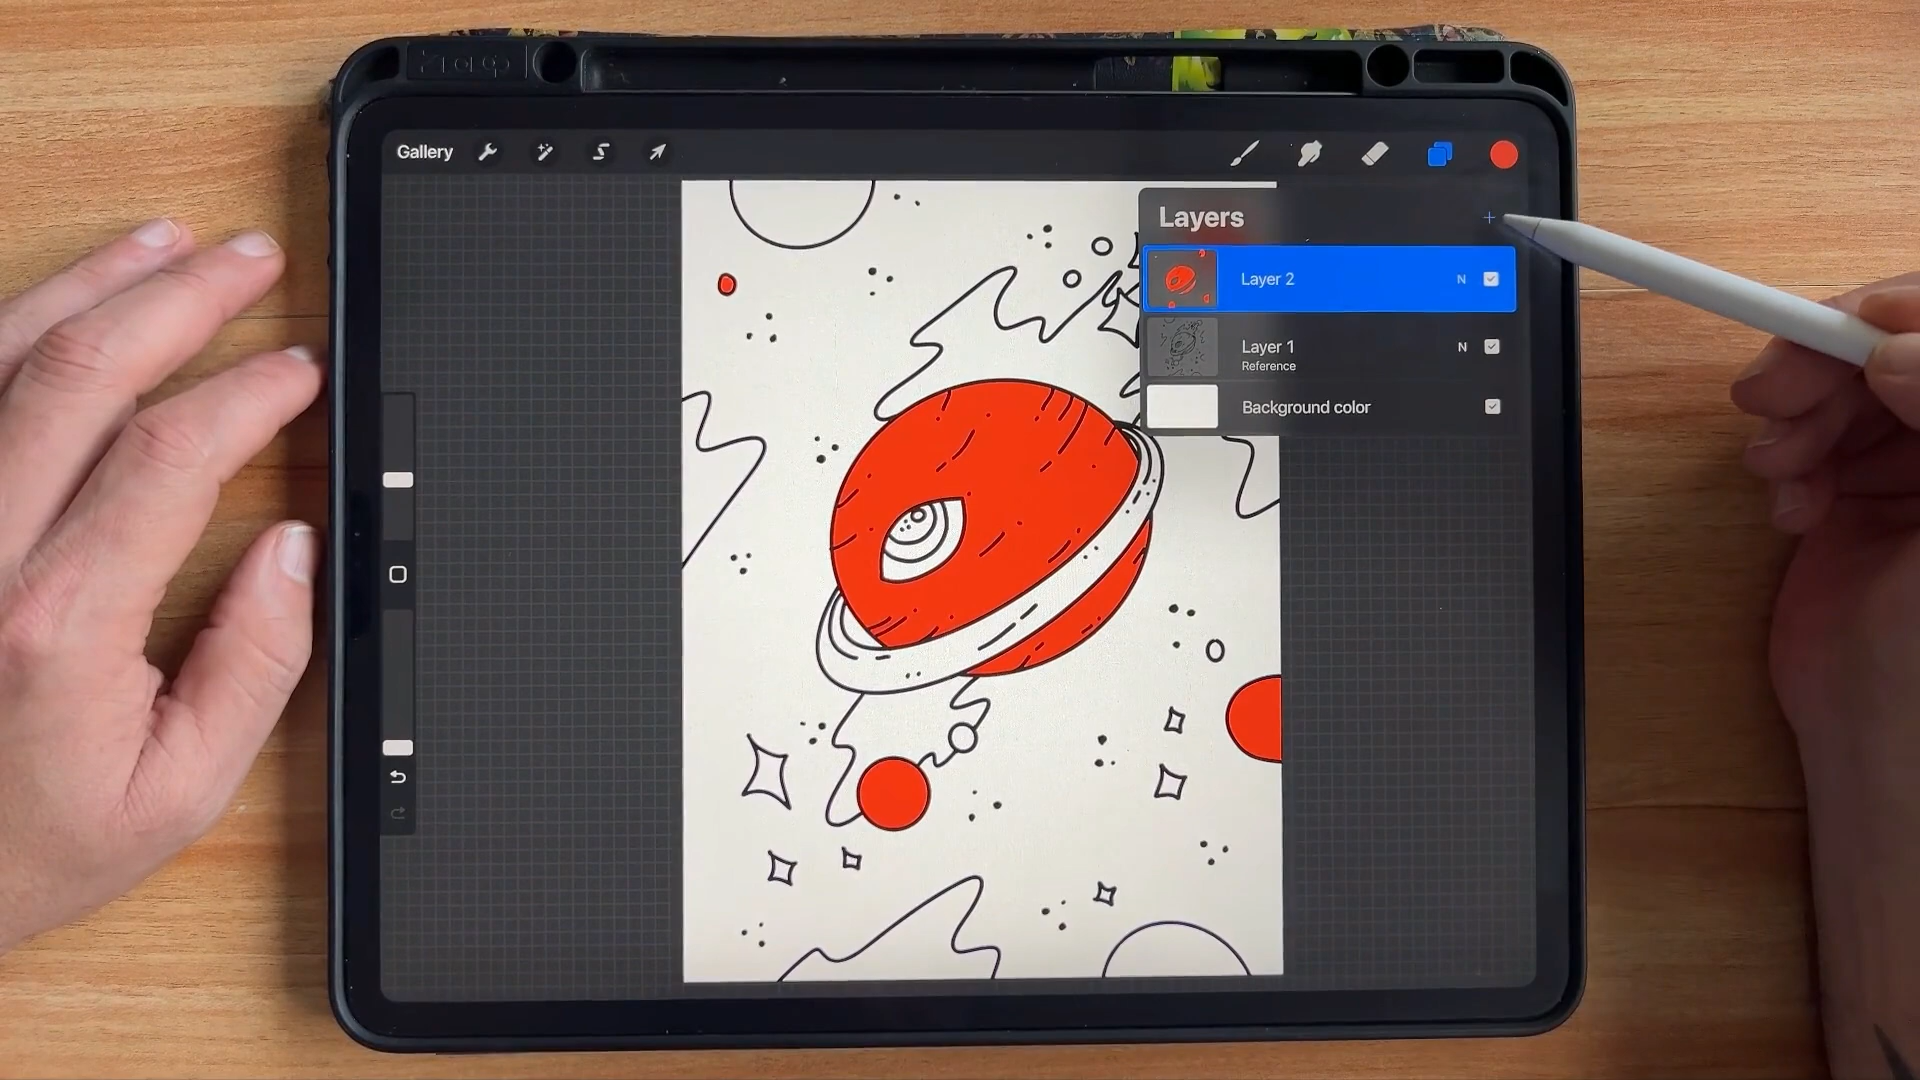 Gallery
Layers
Layer 2
N
Layer 1
N
Reference
Background color